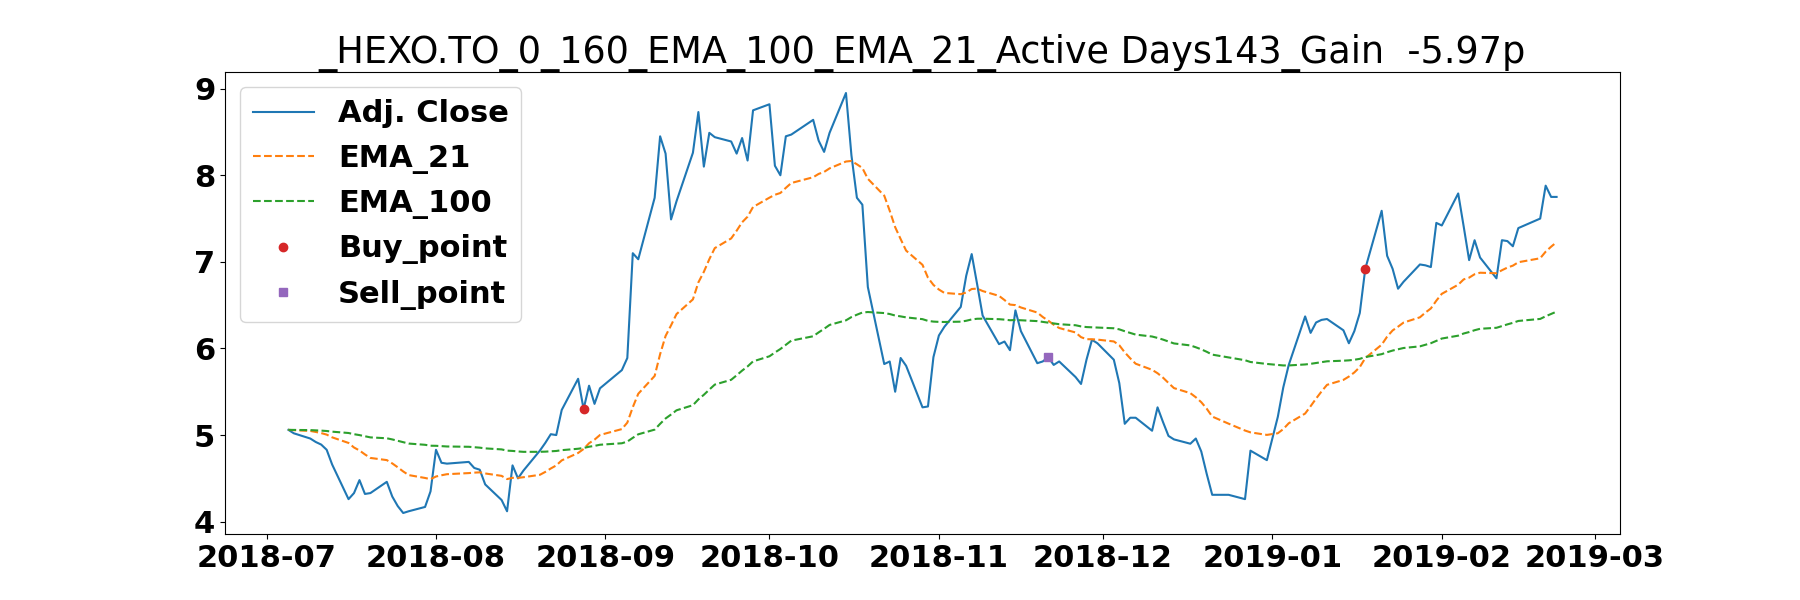 _HEXO.TO_0_160_EMA_100_EMA_21_Active Days143_Gain  -5.97p
9
8
7
6
5
4
Adj. Close
EMA_21
EMA_100
Buy_point
Sell_point
2018-07 2018-08 2018-09 2018-10 2018-11 2018-12 2019-01 2019-02 2019-03